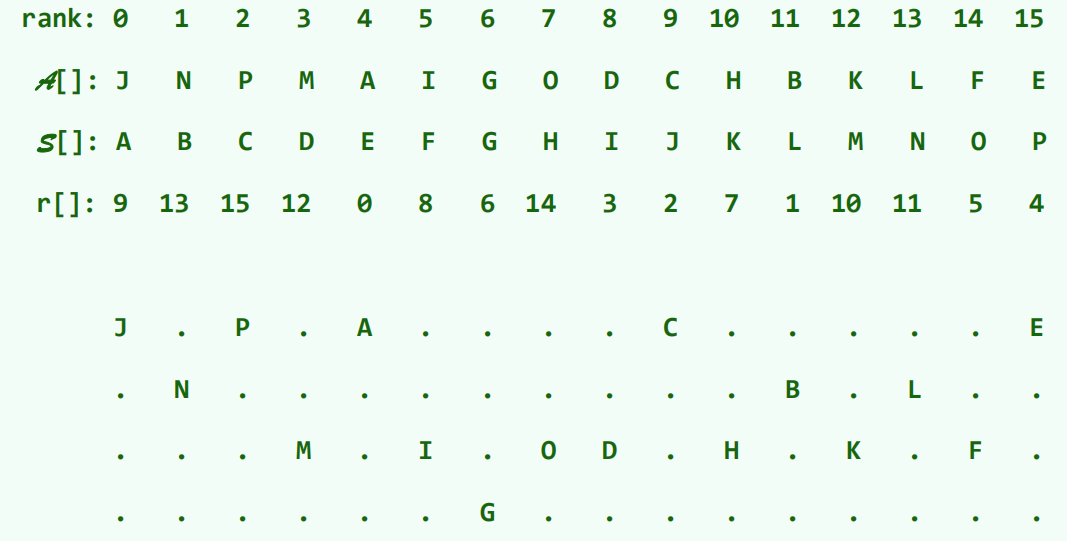 rank: 0 1 2 3 4 5 6 7 8 9 10 11 12 13 14 15
A[]: J N P M A I G O D C H B K L F E
S[]: A B C D E F G H I J K L M N O P
r[]: 9 13 15 12 0 8 6 14 3 2 7 1 10 11 5 4
J . P . A . . . . C . . . . . E
. N . . . . . . . . . B . L . .
. . . M . I . O D . H . K . F .
. . . . . . G . . . . . . . . .